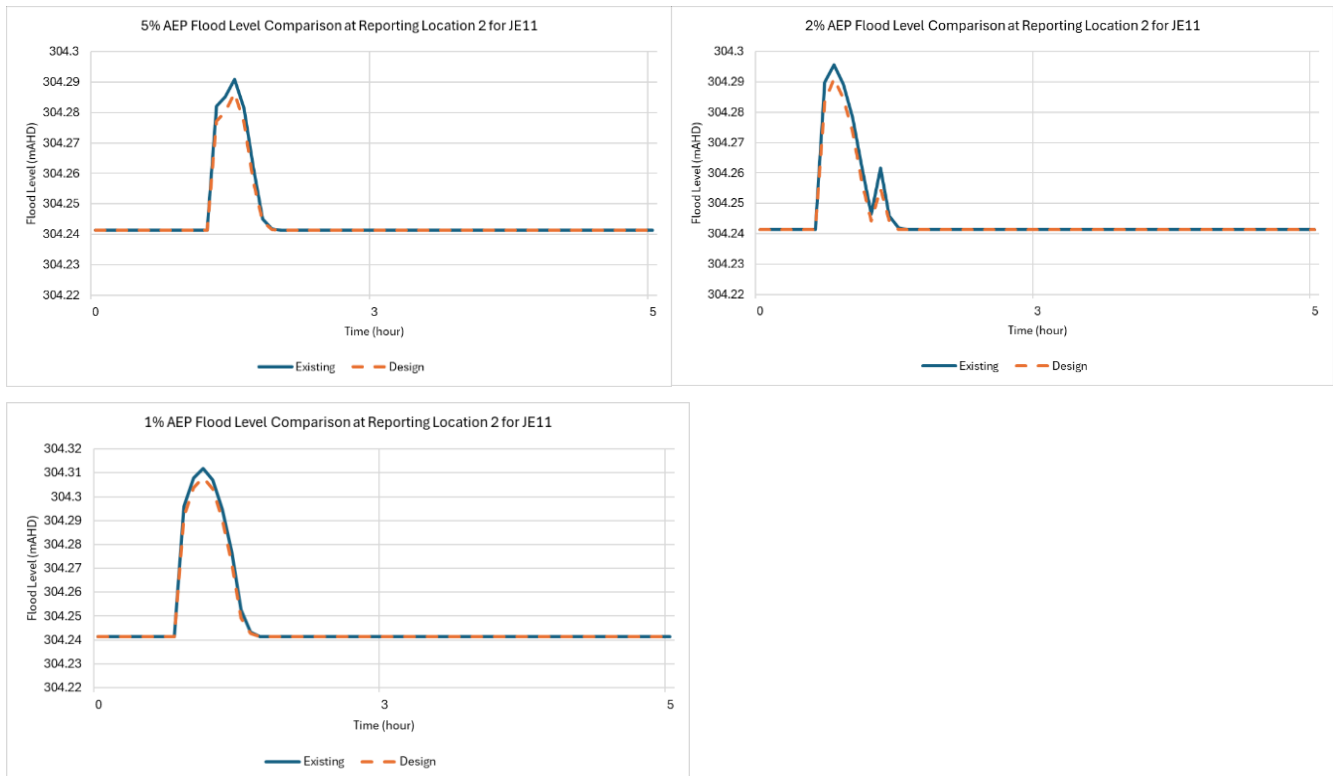 5% AEP Flood Level Comparison at Reporting Location 2 for JE11
304.3
304.29
304.28
304.27
304.26
304.25
304.24
304.23
304.22
Flood Level (mAHD)
0 3 5
Time (hour)
Existing Design
2% AEP Flood Level Comparison at Reporting Location 2 for JE11
304.3
304.29
304.28
304.27
304.26
304.25
304.24
304.23
304.22
Flood Level (mAHD)
0 3 5
Time (hour)
Existing Design
1% AEP Flood Level Comparison at Reporting Location 2 for JE11
304.32
304.31
304.3
304.29
304.28
304.27
304.26
304.25
304.24
304.23
304.22
Flood Level (mAHD)
0 3 5
Time (hour)
Existing Design